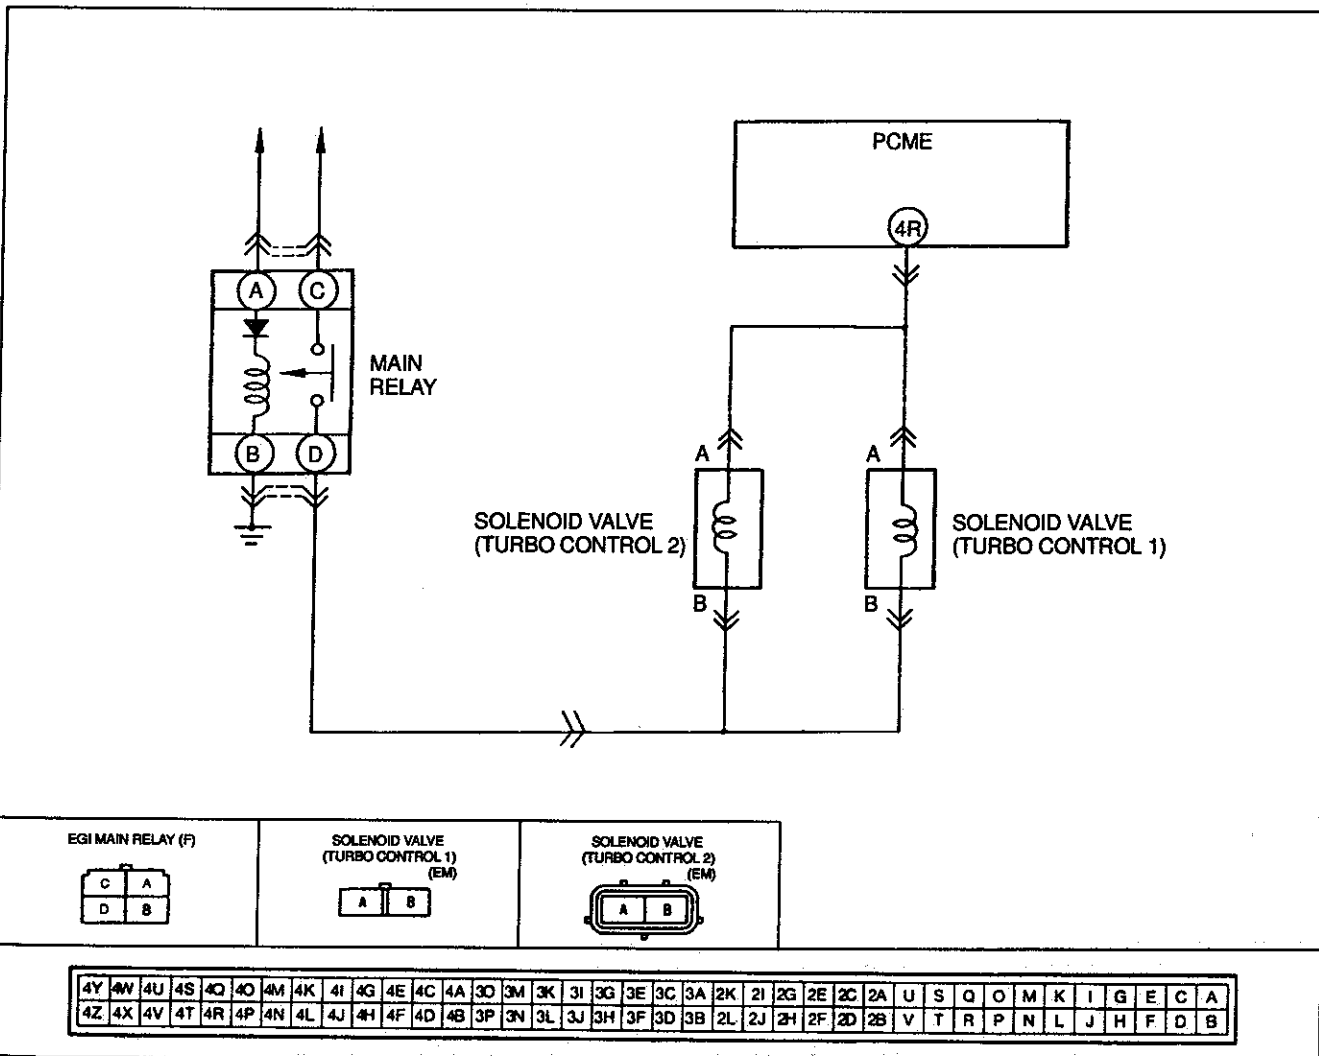 PCME
4R
A C
MAIN
RELAY
B D
A
A
SOLENOID VALVE
(TURBO CONTROL 2)
SOLENOID VALVE
(TURBO CONTROL 1)
B
B
EGI MAIN RELAY (F)
C A
D B
SOLENOID VALVE
(TURBO CONTROL 1)
(EM)
A B
SOLENOID VALVE
(TURBO CONTROL 2)
(EM)
A B
4Y 4W 4U 4S 4Q 4O 4M 4K 4I 4G 4E 4C 4A 3O 3M 3K 3I 3G 3E 3C 3A 2K 2I 2G 2E 2C 2A U S Q O M K I G E C A
4Z 4X 4V 4T 4R 4P 4N 4L 4J 4H 4F 4D 4B 3P 3N 3L 3J 3H 3F 3D 3B 2L 2J 2H 2F 2D 2B V T R P N L J H F D B